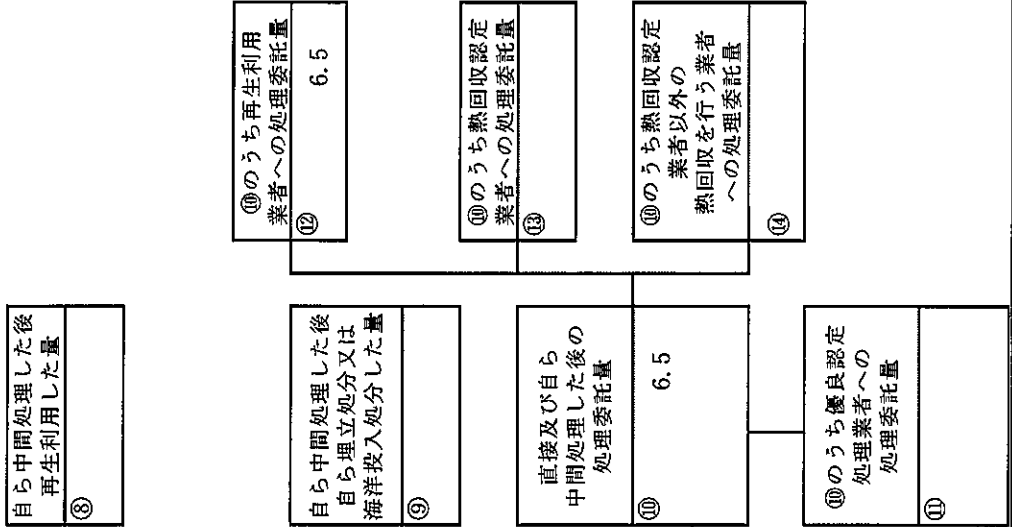 自ら中間処理した後
再生利用した量
⑧
自ら中間処理した後
自ら埋立処分又は
海洋投入処分した量
⑨
直接及び自ら
中間処理した後の
処理委託量
⑩
6.5
⑩のうち優良認定
処理業者への
処理委託量
⑪
⑩のうち再生利用
業者への処理委託量
⑫
6.5
⑩のうち熱回収認定
業者への処理委託量
⑬
⑩のうち熱回収認定
業者以外の
熱回収を行う業者
への処理委託量
⑭